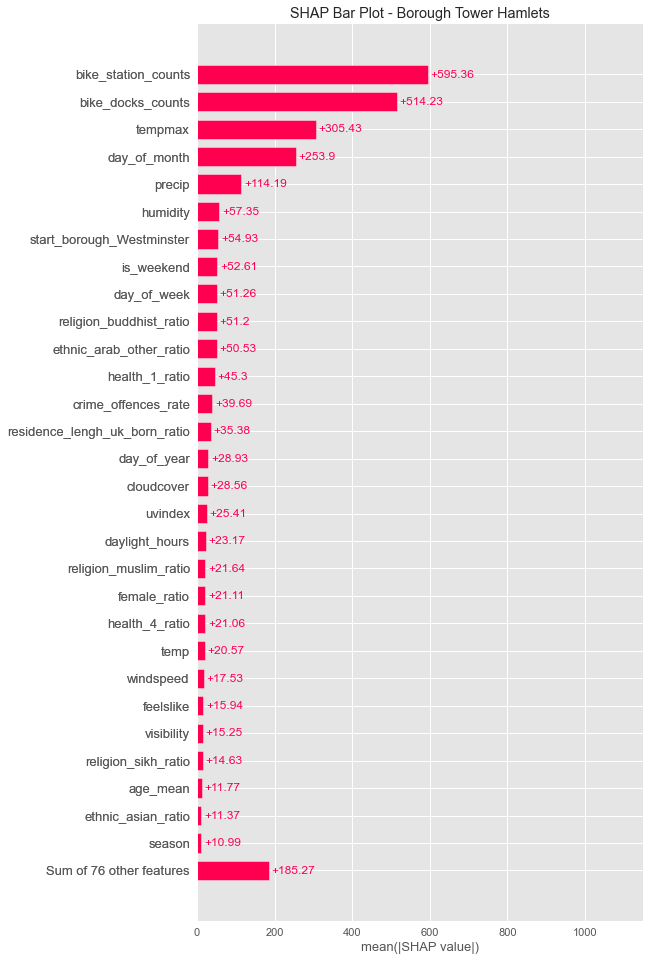 SHAP Bar Plot - Borough Tower Hamlets
bike_station_counts +595.36
bike_docks_counts +514.23
tempmax +305.43
day_of_month +253.9
precip +114.19
humidity +57.35
start_borough_Westminster +54.93
is_weekend +52.61
day_of_week +51.26
religion_buddhist_ratio +51.2
ethnic_arab_other_ratio +50.53
health_1_ratio +45.3
crime_offences_rate +39.69
residence_lengh_uk_born_ratio +35.38
day_of_year +28.93
cloudcover +28.56
uvindex +25.41
daylight_hours +23.17
religion_muslim_ratio +21.64
female_ratio +21.11
health_4_ratio +21.06
temp +20.57
windspeed +17.53
feelslike +15.94
visibility +15.25
religion_sikh_ratio +14.63
age_mean +11.77
ethnic_asian_ratio +11.37
season +10.99
Sum of 76 other features +185.27
0 200 400 600 800 1000
mean(|SHAP value|)